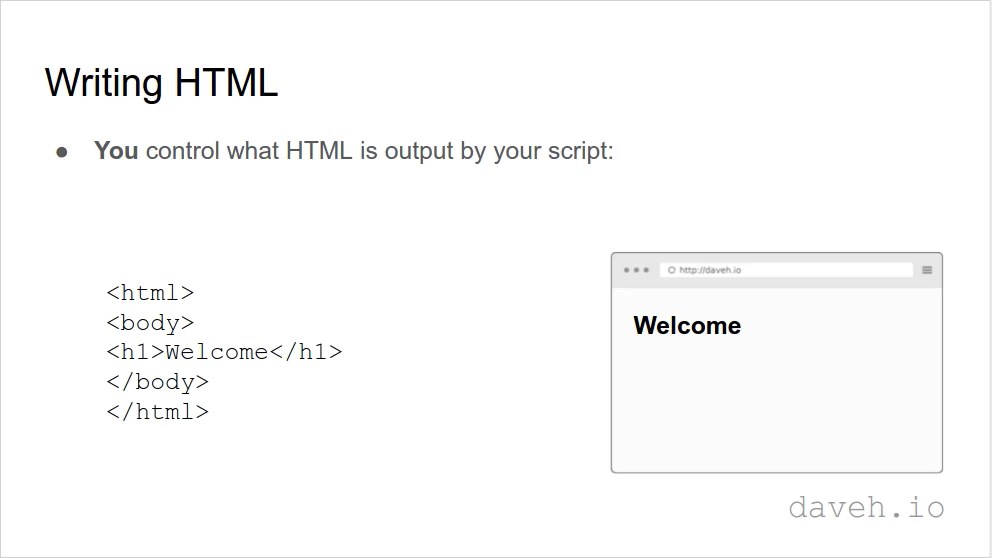 Writing HTML
● You control what HTML is output by your script:
<html>
<body>
<h1>Welcome</h1>
</body>
</html>
http://daveh.io
Welcome
daveh.io